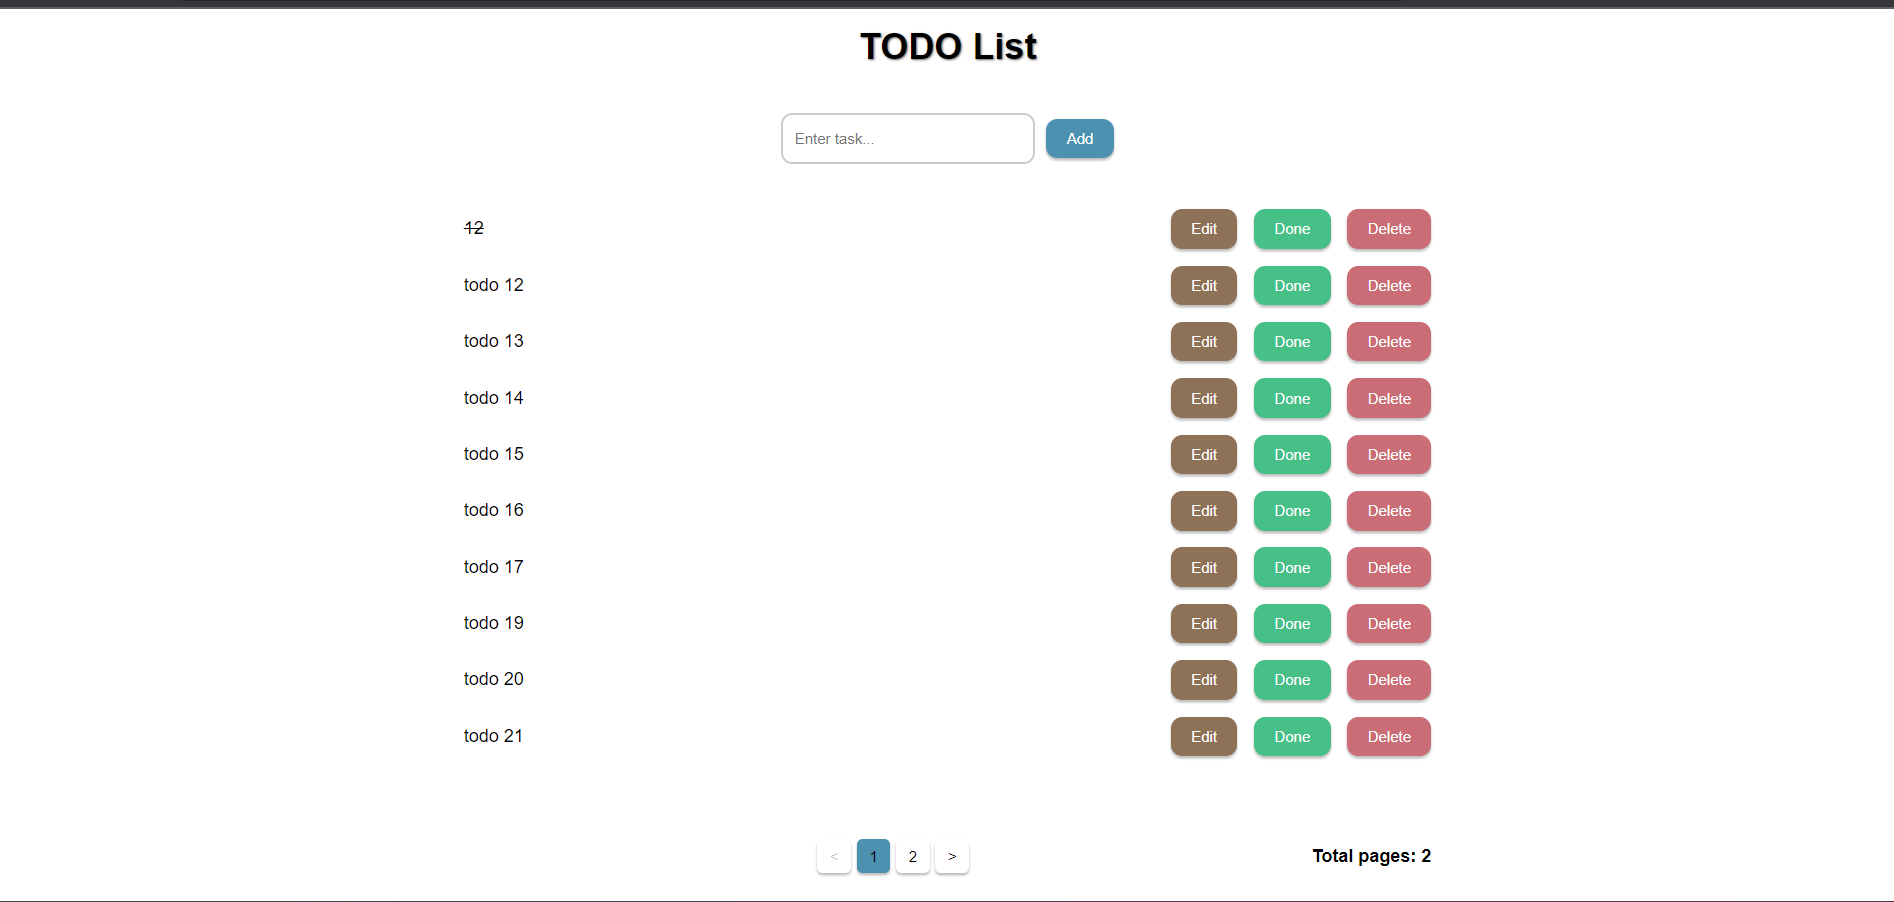 TODO List
Enter task... Add
12 Edit Done Delete
todo 12 Edit Done Delete
todo 13 Edit Done Delete
todo 14 Edit Done Delete
todo 15 Edit Done Delete
todo 16 Edit Done Delete
todo 17 Edit Done Delete
todo 19 Edit Done Delete
todo 20 Edit Done Delete
todo 21 Edit Done Delete
< 1 2 > Total pages: 2